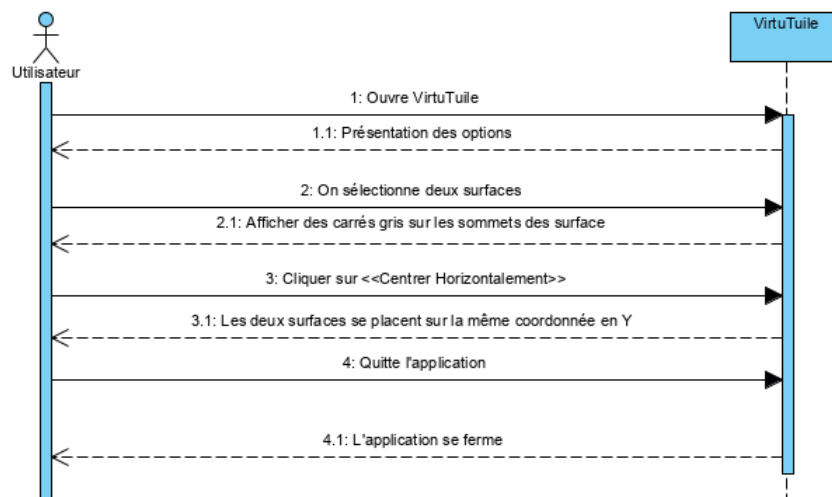 VirtuTuile
Utilisateur
1: Ouvre VirtuTuile
1.1: Présentation des options
2: On sélectionne deux surfaces
2.1: Afficher des carrés gris sur les sommets des surface
3: Cliquer sur <<Centrer Horizontalement>>
3.1: Les deux surfaces se placent sur la même coordonnée en Y
4: Quitte l'application
4.1: L'application se ferme